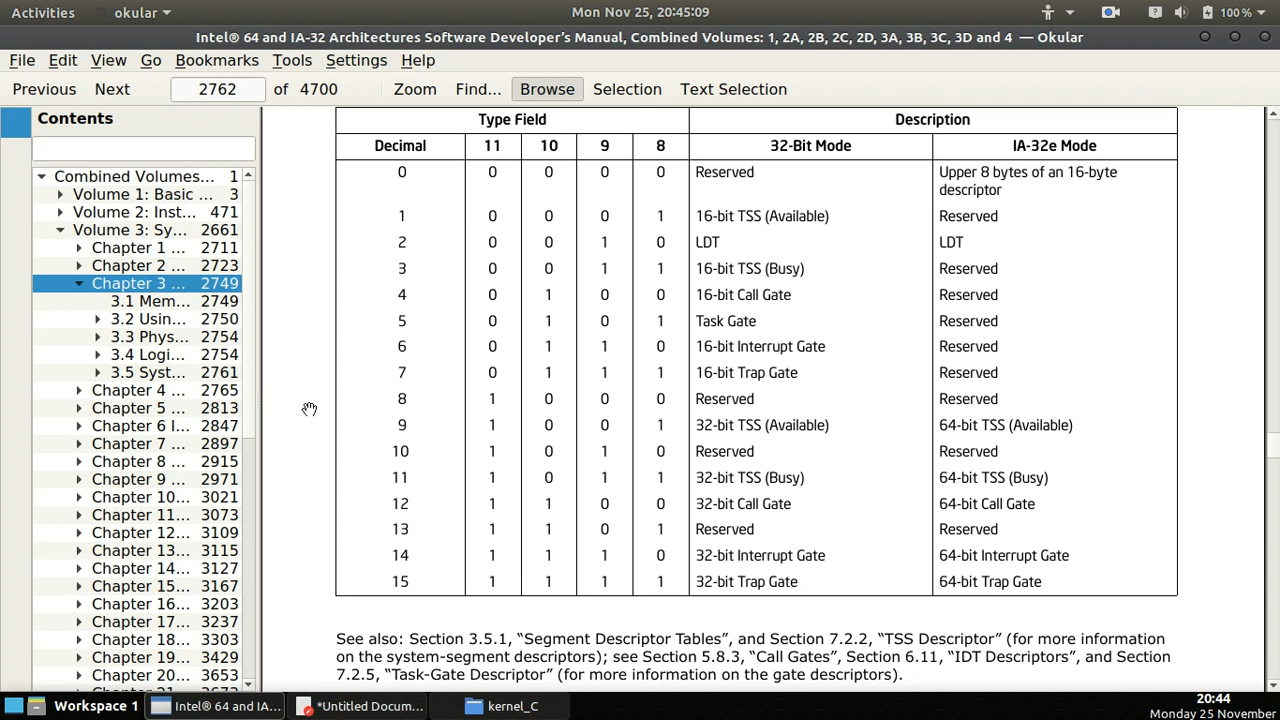 Activities okular Mon Nov 25, 20:45:09 ? 100 %
Intel® 64 and IA-32 Architectures Software Developer's Manual, Combined Volumes: 1, 2A, 2B, 2C, 2D, 3A, 3B, 3C, 3D and 4 — Okular
File Edit View Go Bookmarks Tools Settings Help
Previous Next 2762 of 4700 Zoom Find... Browse Selection Text Selection
Contents
Combined Volumes... 1
Volume 1: Basic ... 3
Volume 2: Inst... 471
Volume 3: Sy... 2661
Chapter 1 ... 2711
Chapter 2 ... 2723
Chapter 3 ... 2749
3.1 Mem... 2749
3.2 Usin... 2750
3.3 Phys... 2754
3.4 Logi... 2754
3.5 Syst... 2761
Chapter 4 ... 2765
Chapter 5 ... 2813
Chapter 6 I... 2847
Chapter 7 ... 2897
Chapter 8 ... 2915
Chapter 9 ... 2971
Chapter 10... 3021
Chapter 11... 3073
Chapter 12... 3109
Chapter 13... 3115
Chapter 14... 3127
Chapter 15... 3167
Chapter 16... 3203
Chapter 17... 3237
Chapter 18... 3303
Chapter 19... 3429
Chapter 20... 3653
Type Field Description
Decimal 11 10 9 8 32-Bit Mode IA-32e Mode
0 0 0 0 0 Reserved Upper 8 bytes of an 16-byte
descriptor
1 0 0 0 1 16-bit TSS (Available) Reserved
2 0 0 1 0 LDT LDT
3 0 0 1 1 16-bit TSS (Busy) Reserved
4 0 1 0 0 16-bit Call Gate Reserved
5 0 1 0 1 Task Gate Reserved
6 0 1 1 0 16-bit Interrupt Gate Reserved
7 0 1 1 1 16-bit Trap Gate Reserved
8 1 0 0 0 Reserved Reserved
9 1 0 0 1 32-bit TSS (Available) 64-bit TSS (Available)
10 1 0 1 0 Reserved Reserved
11 1 0 1 1 32-bit TSS (Busy) 64-bit TSS (Busy)
12 1 1 0 0 32-bit Call Gate 64-bit Call Gate
13 1 1 0 1 Reserved Reserved
14 1 1 1 0 32-bit Interrupt Gate 64-bit Interrupt Gate
15 1 1 1 1 32-bit Trap Gate 64-bit Trap Gate
See also: Section 3.5.1, “Segment Descriptor Tables”, and Section 7.2.2, “TSS Descriptor” (for more information
on the system-segment descriptors); see Section 5.8.3, “Call Gates”, Section 6.11, “IDT Descriptors”, and Section
7.2.5, “Task-Gate Descriptor” (for more information on the gate descriptors).
Workspace 1 Intel® 64 and IA... *Untitled Docum... kernel_C 20:44
Monday 25 November